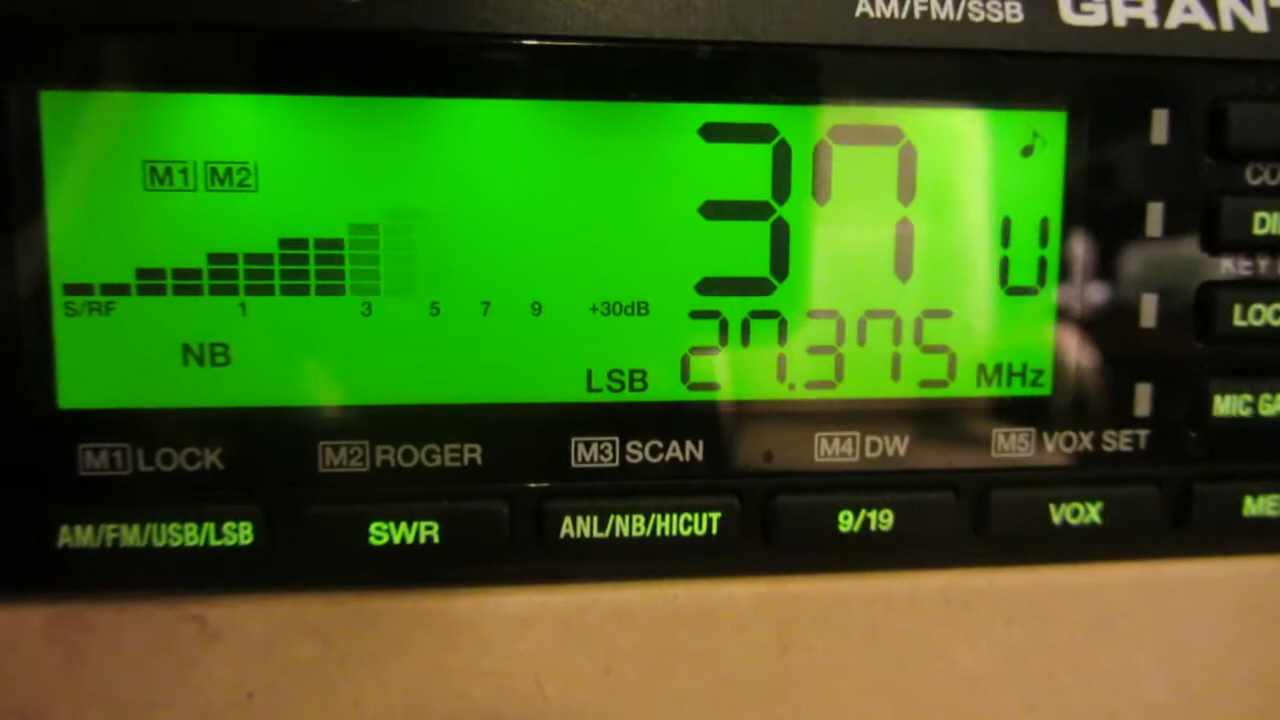 AM/FM/SSB GRANT
M1 M2
37
U
S/RF 1 3 5 7 9 +30dB
NB
LSB 27.375 MHz
LOC
MIC GA
M1 LOCK M2 ROGER M3 SCAN M4 DW M5 VOX SET
AM/FM/USB/LSB SWR ANL/NB/HICUT 9/19 VOX ME